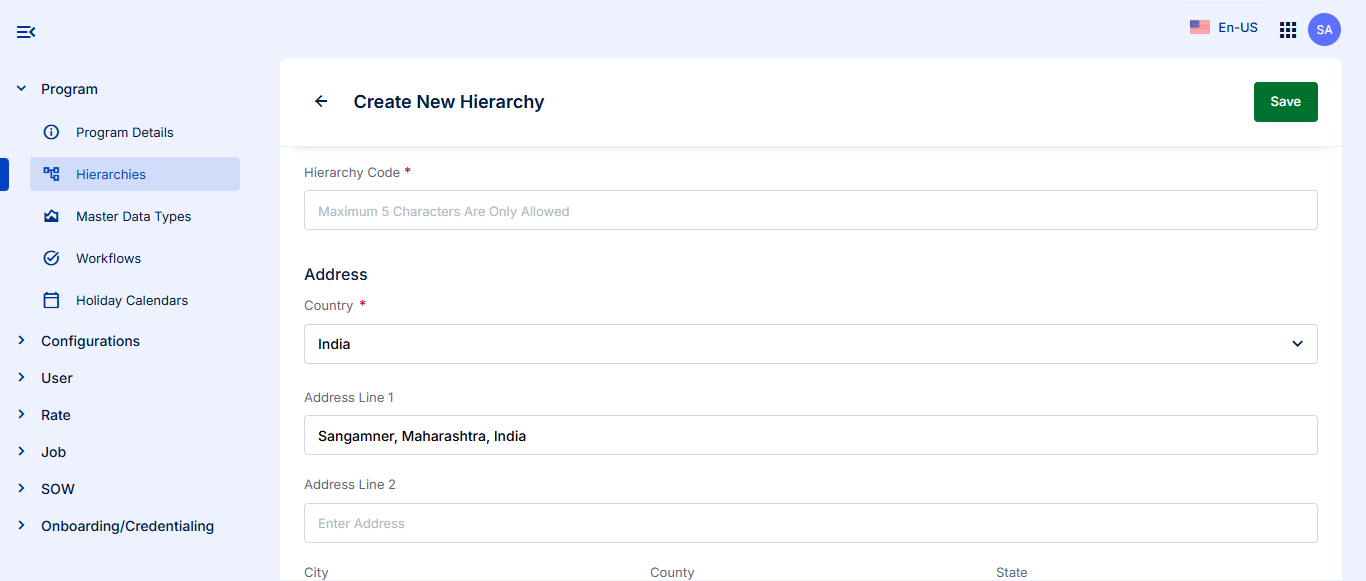 En-US
SA
Program
Program Details
Hierarchies
Master Data Types
Workflows
Holiday Calendars
Configurations
User
Rate
Job
SOW
Onboarding/Credentialing
Create New Hierarchy
Save
Hierarchy Code *
Maximum 5 Characters Are Only Allowed
Address
Country *
India
Address Line 1
Sangamner, Maharashtra, India
Address Line 2
Enter Address
City County State